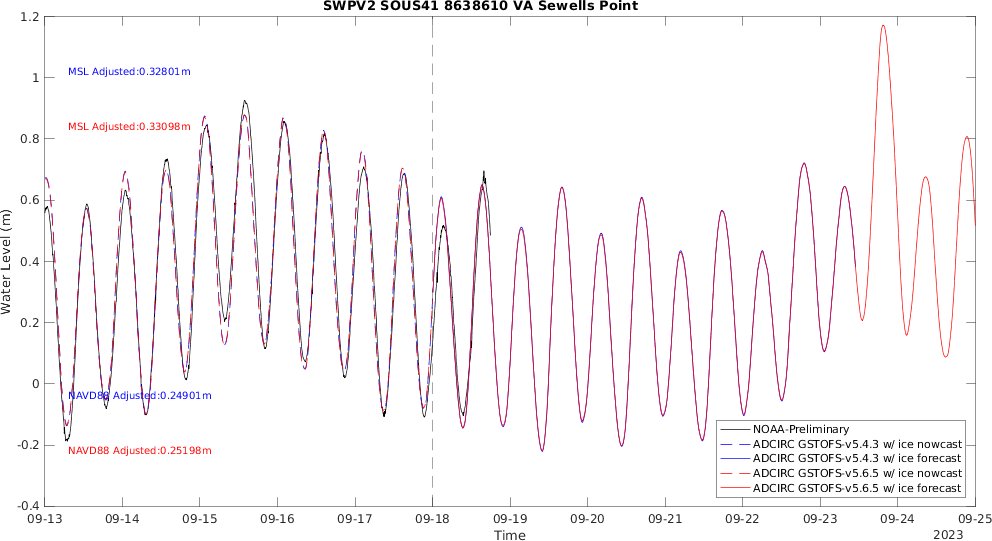 SWPV2 SOUS41 8638610 VA Sewells Point
1.2
1
0.8
0.6
0.4
0.2
0
-0.2
-0.4
Water Level (m)
MSL Adjusted:0.32801m
MSL Adjusted:0.33098m
NAVD88 Adjusted:0.24901m
NAVD88 Adjusted:0.25198m
NOAA-Preliminary
ADCIRC GSTOFS-v5.4.3 w/ ice nowcast
ADCIRC GSTOFS-v5.4.3 w/ ice forecast
ADCIRC GSTOFS-v5.6.5 w/ ice nowcast
ADCIRC GSTOFS-v5.6.5 w/ ice forecast
09-13 09-14 09-15 09-16 09-17 09-18 09-19 09-20 09-21 09-22 09-23 09-24 09-25
Time
2023